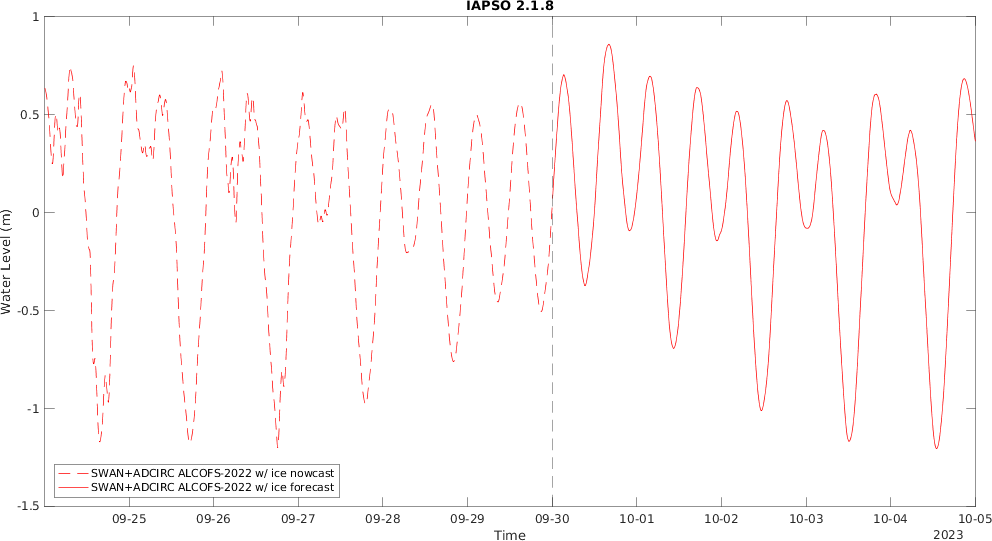 IAPSO 2.1.8
1
0.5
0
-0.5
-1
-1.5
Water Level (m)
SWAN+ADCIRC ALCOFS-2022 w/ ice nowcast
SWAN+ADCIRC ALCOFS-2022 w/ ice forecast
09-25 09-26 09-27 09-28 09-29 09-30 10-01 10-02 10-03 10-04 10-05
Time
2023